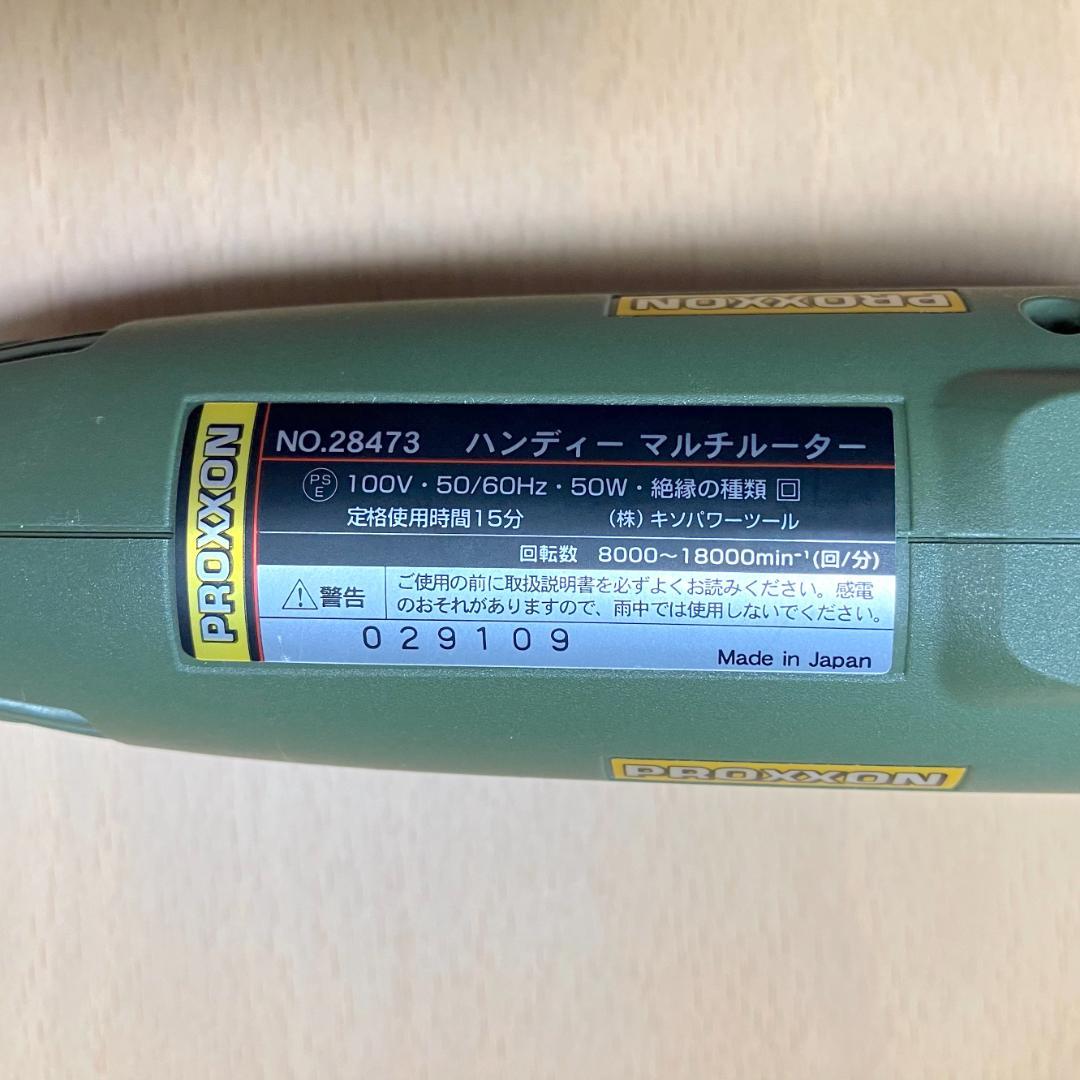 PROXXON
PROXXON
NO.28473 ハンディー マルチルーター
PS E 100V・50/60Hz・50W・絶縁の種類 回
定格使用時間15分 (株)キソパワーツール
回転数 8000～18000min⁻¹(回/分)
警告 ご使用の前に取扱説明書を必ずよくお読みください。感電
のおそれがありますので、雨中では使用しないでください。
029109
Made in Japan
PROXXON